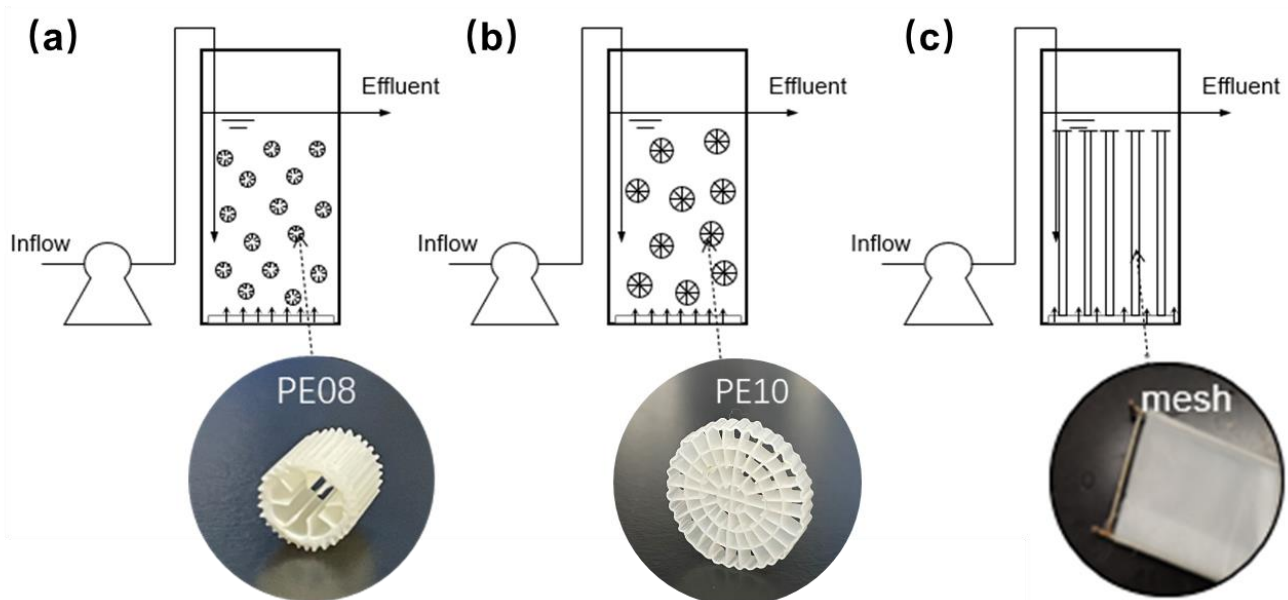 (a)
(b)
(c)
Effluent
Effluent
Effluent
Inflow
Inflow
Inflow
PE08
PE10
mesh